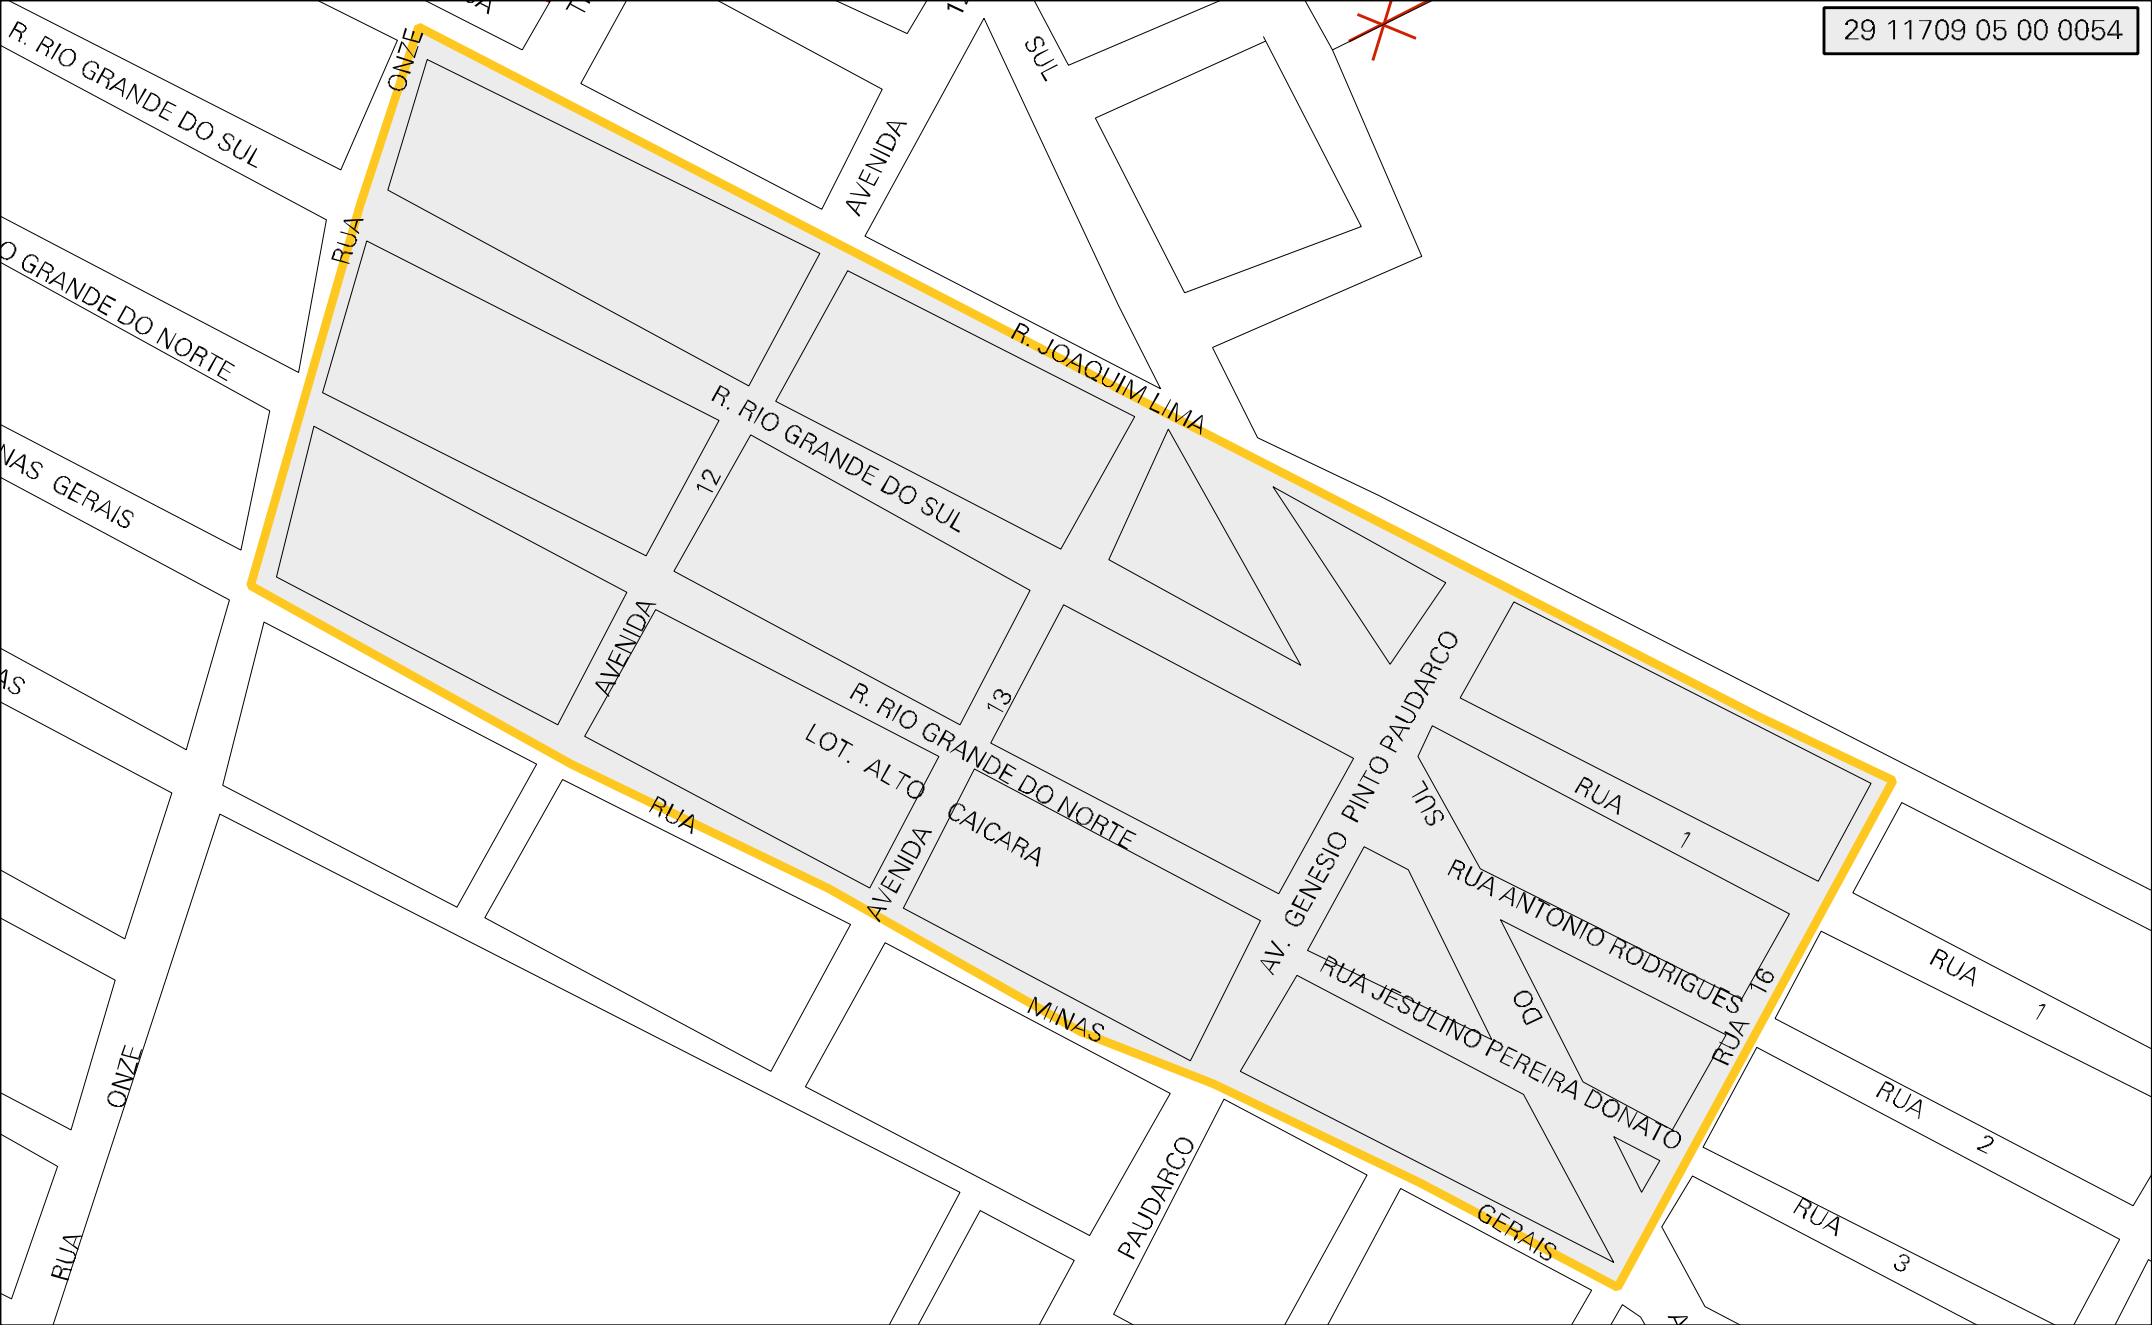 29 11709 05 00 0054
R. RIO GRANDE DO SUL
ONZE
RUA
AVENIDA
SUL
O GRANDE DO NORTE
NAS GERAIS
AS
R. JOAQUIM LIMA
R. RIO GRANDE DO SUL
12
AVENIDA
R. RIO GRANDE DO NORTE
13
AVENIDA
LOT. ALTO CAICARA
AV. GENESIO PINTO PAUDARCO
RUA 1
SUL
RUA ANTONIO RODRIGUES
DO
RUA JESULINO PEREIRA DONATO
RUA 16
RUA MINAS GERAIS
RUA 1
RUA 2
RUA 3
PAUDARCO
ONZE
RUA